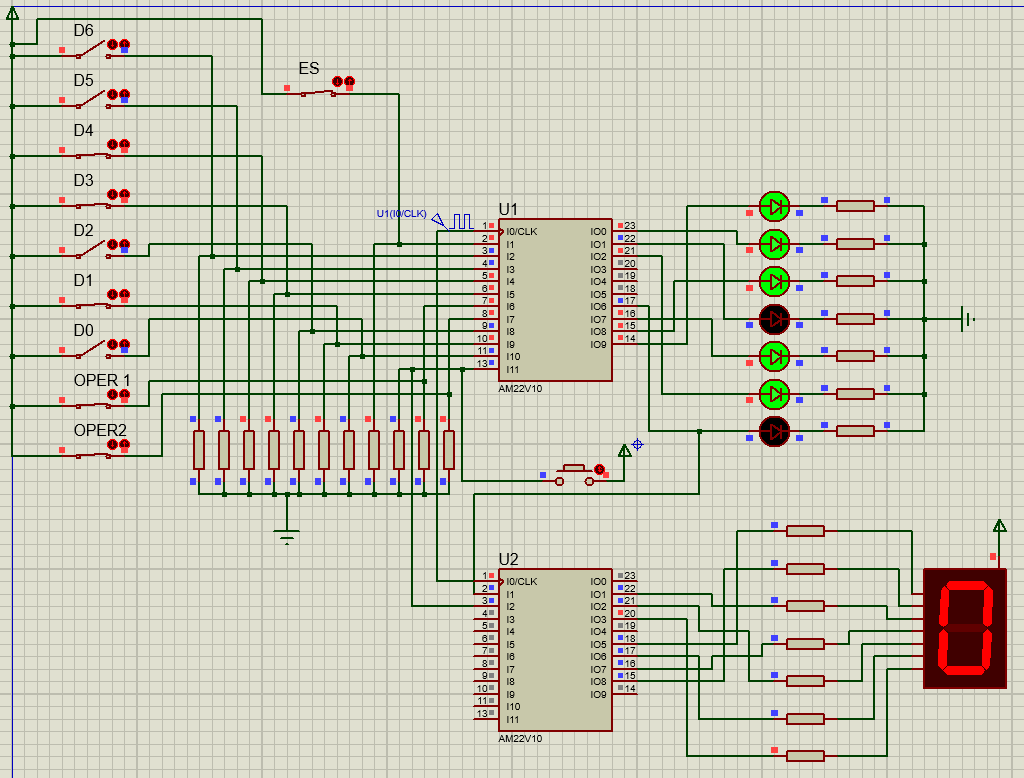 D6
D5
D4
D3
D2
D1
D0
OPER 1
OPER2
ES
U1(I0/CLK)
U1
1 I0/CLK IO0 23
2 I1 IO1 22
3 I2 IO2 21
4 I3 IO3 20
5 I4 IO4 19
6 I5 IO5 18
7 I6 IO6 17
8 I7 IO7 16
9 I8 IO8 15
10 I9 IO9 14
11 I10
13 I11
AM22V10
U2
1 I0/CLK IO0 23
2 I1 IO1 22
3 I2 IO2 21
4 I3 IO3 20
5 I4 IO4 19
6 I5 IO5 18
7 I6 IO6 17
8 I7 IO7 16
9 I8 IO8 15
10 I9 IO9 14
11 I10
13 I11
AM22V10
0